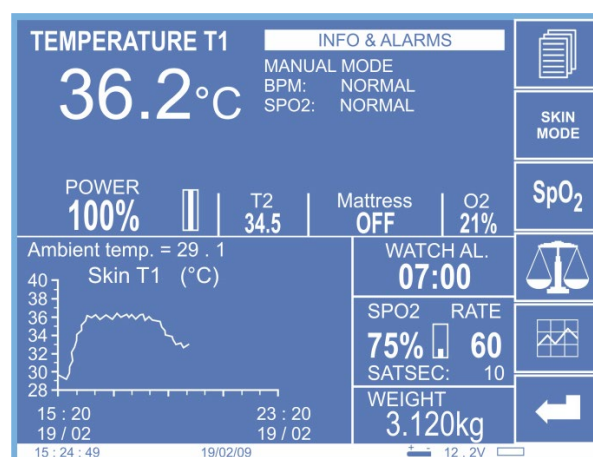 TEMPERATURE T1
36.2°C
INFO & ALARMS
MANUAL MODE
BPM: NORMAL
SPO2: NORMAL
SKIN
MODE
SpO2
POWER
100%
T2
34.5
Mattress
OFF
O2
21%
Ambient temp. = 29 . 1
Skin T1 (°C)
40
38
36
34
32
30
28
15 : 20
19 / 02
23 : 20
19 / 02
WATCH AL.
07:00
SPO2 RATE
75% 60
SATSEC: 10
WEIGHT
3.120kg
15 : 24 : 49
19/02/09
+ -
12 . 2V